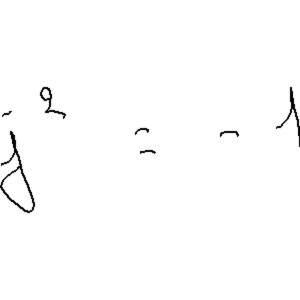 j² = -1